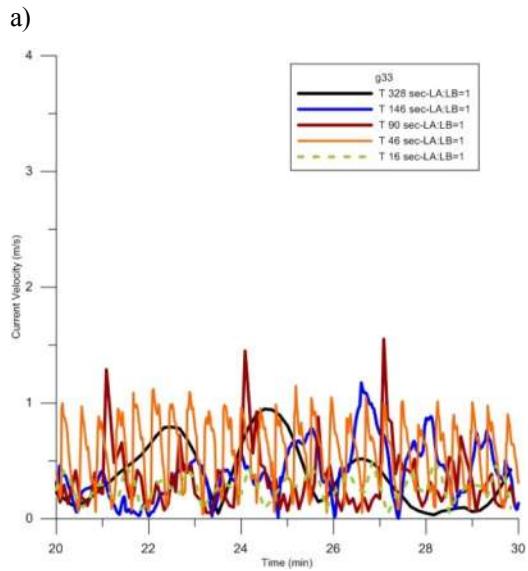 a)
4
3
2
1
0
Current Velocity (m/s)
g33
T 328 sec-LA:LB=1
T 146 sec-LA:LB=1
T 90 sec-LA:LB=1
T 46 sec-LA:LB=1
T 16 sec-LA:LB=1
20 22 24 26 28 30
Time (min)